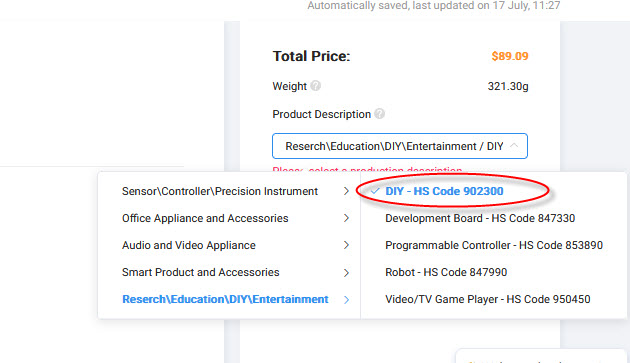 Automatically saved, last updated on 17 July, 11:27
Total Price: $89.09
Weight ? 321.30g
Product Description ?
Reserch\Education\DIY\Entertainment / DIY
Please, select a production description
Sensor\Controller\Precision Instrument
Office Appliance and Accessories
Audio and Video Appliance
Smart Product and Accessories
Reserch\Education\DIY\Entertainment
DIY - HS Code 902300
Development Board - HS Code 847330
Programmable Controller - HS Code 853890
Robot - HS Code 847990
Video/TV Game Player - HS Code 950450